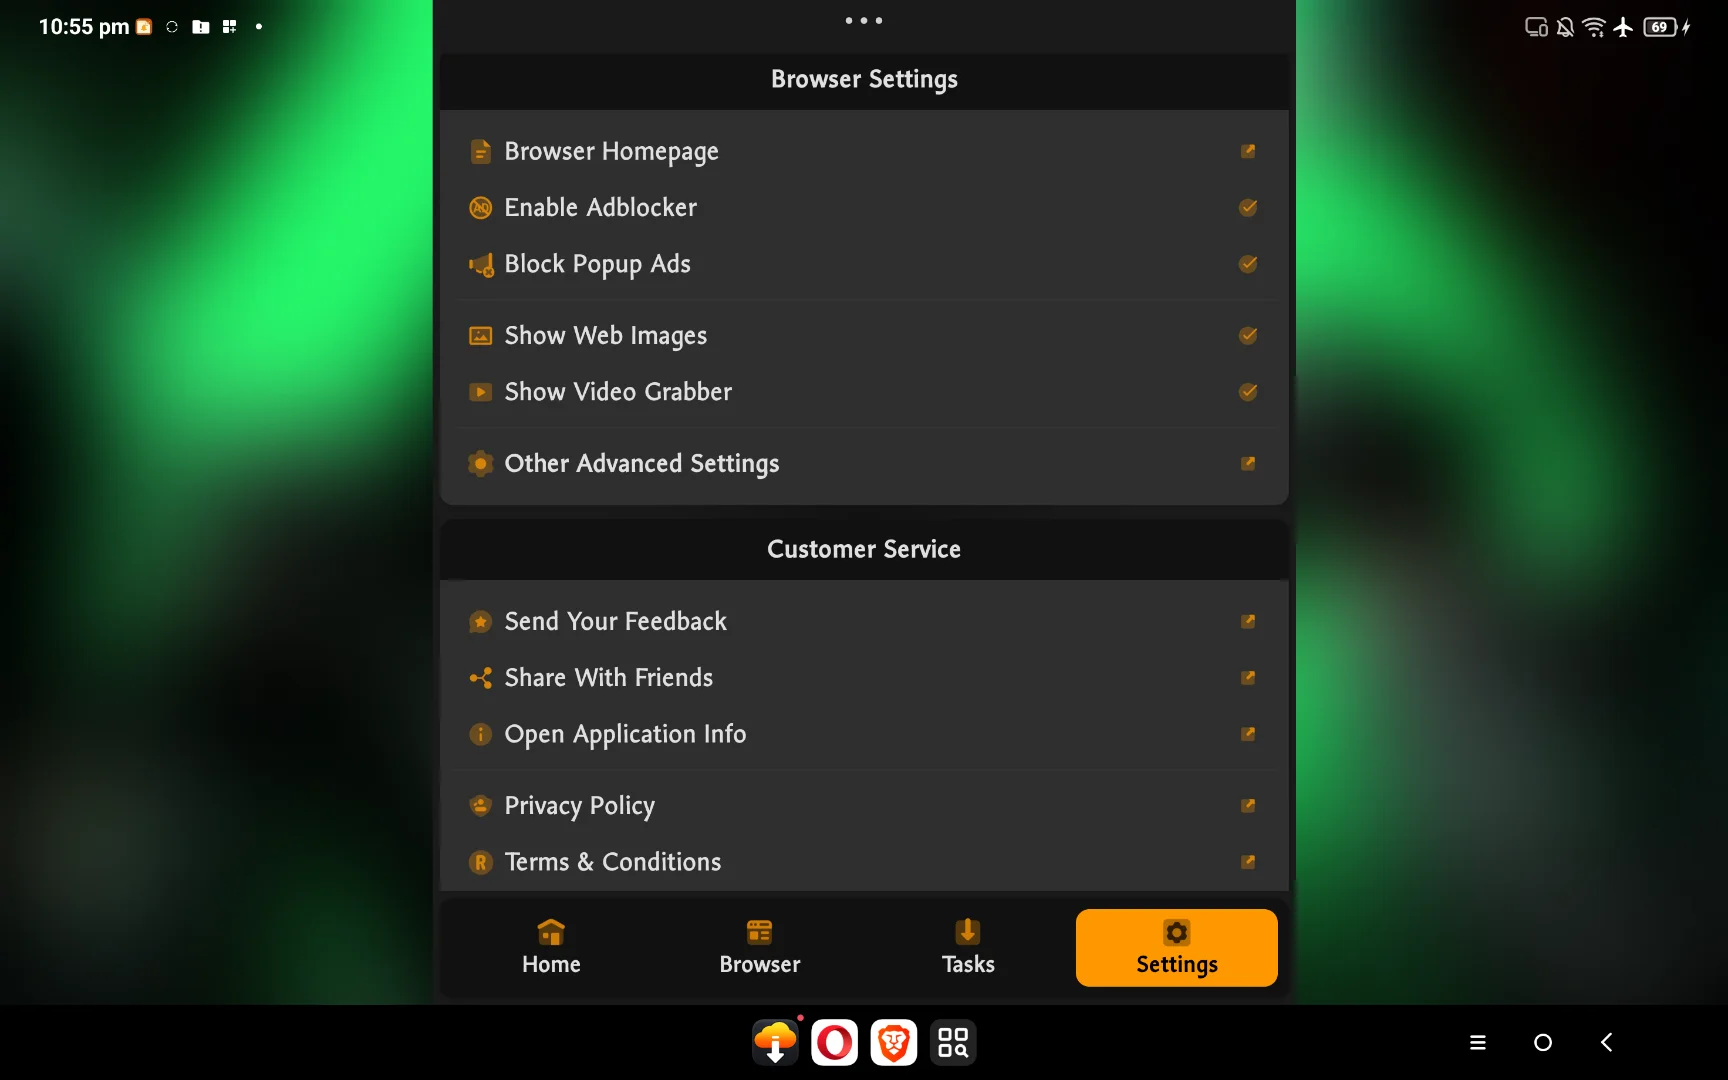 10:55 pm
69
Browser Settings
Browser Homepage
AD
Enable Adblocker
Block Popup Ads
Show Web Images
Show Video Grabber
Other Advanced Settings
Customer Service
Send Your Feedback
Share With Friends
Open Application Info
Privacy Policy
R
Terms & Conditions
Home
Browser
Tasks
Settings